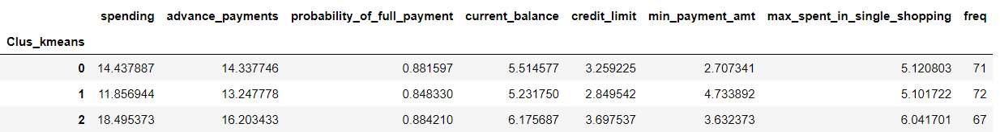 spending advance_payments probability_of_full_payment current_balance credit_limit min_payment_amt max_spent_in_single_shopping freq
Clus_kmeans
0 14.437887 14.337746 0.881597 5.514577 3.259225 2.707341 5.120803 71
1 11.856944 13.247778 0.848330 5.231750 2.849542 4.733892 5.101722 72
2 18.495373 16.203433 0.884210 6.175687 3.697537 3.632373 6.041701 67